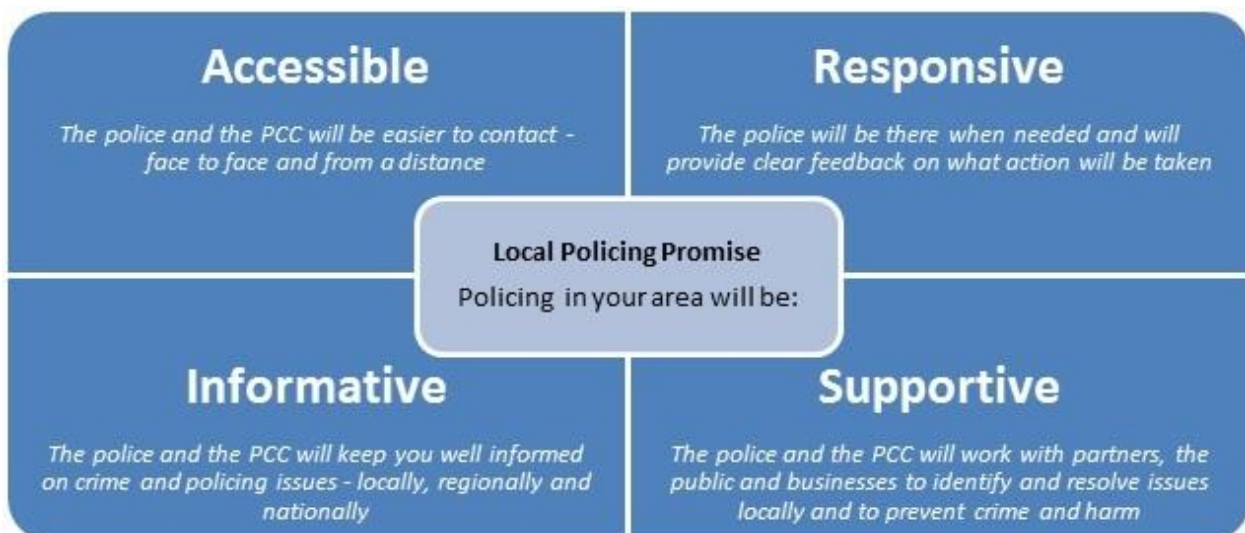 Accessible
The police and the PCC will be easier to contact -
face to face and from a distance
Responsive
The police will be there when needed and will
provide clear feedback on what action will be taken
Local Policing Promise
Policing in your area will be:
Informative
The police and the PCC will keep you well informed
on crime and policing issues - locally, regionally and
nationally
Supportive
The police and the PCC will work with partners, the
public and businesses to identify and resolve issues
locally and to prevent crime and harm